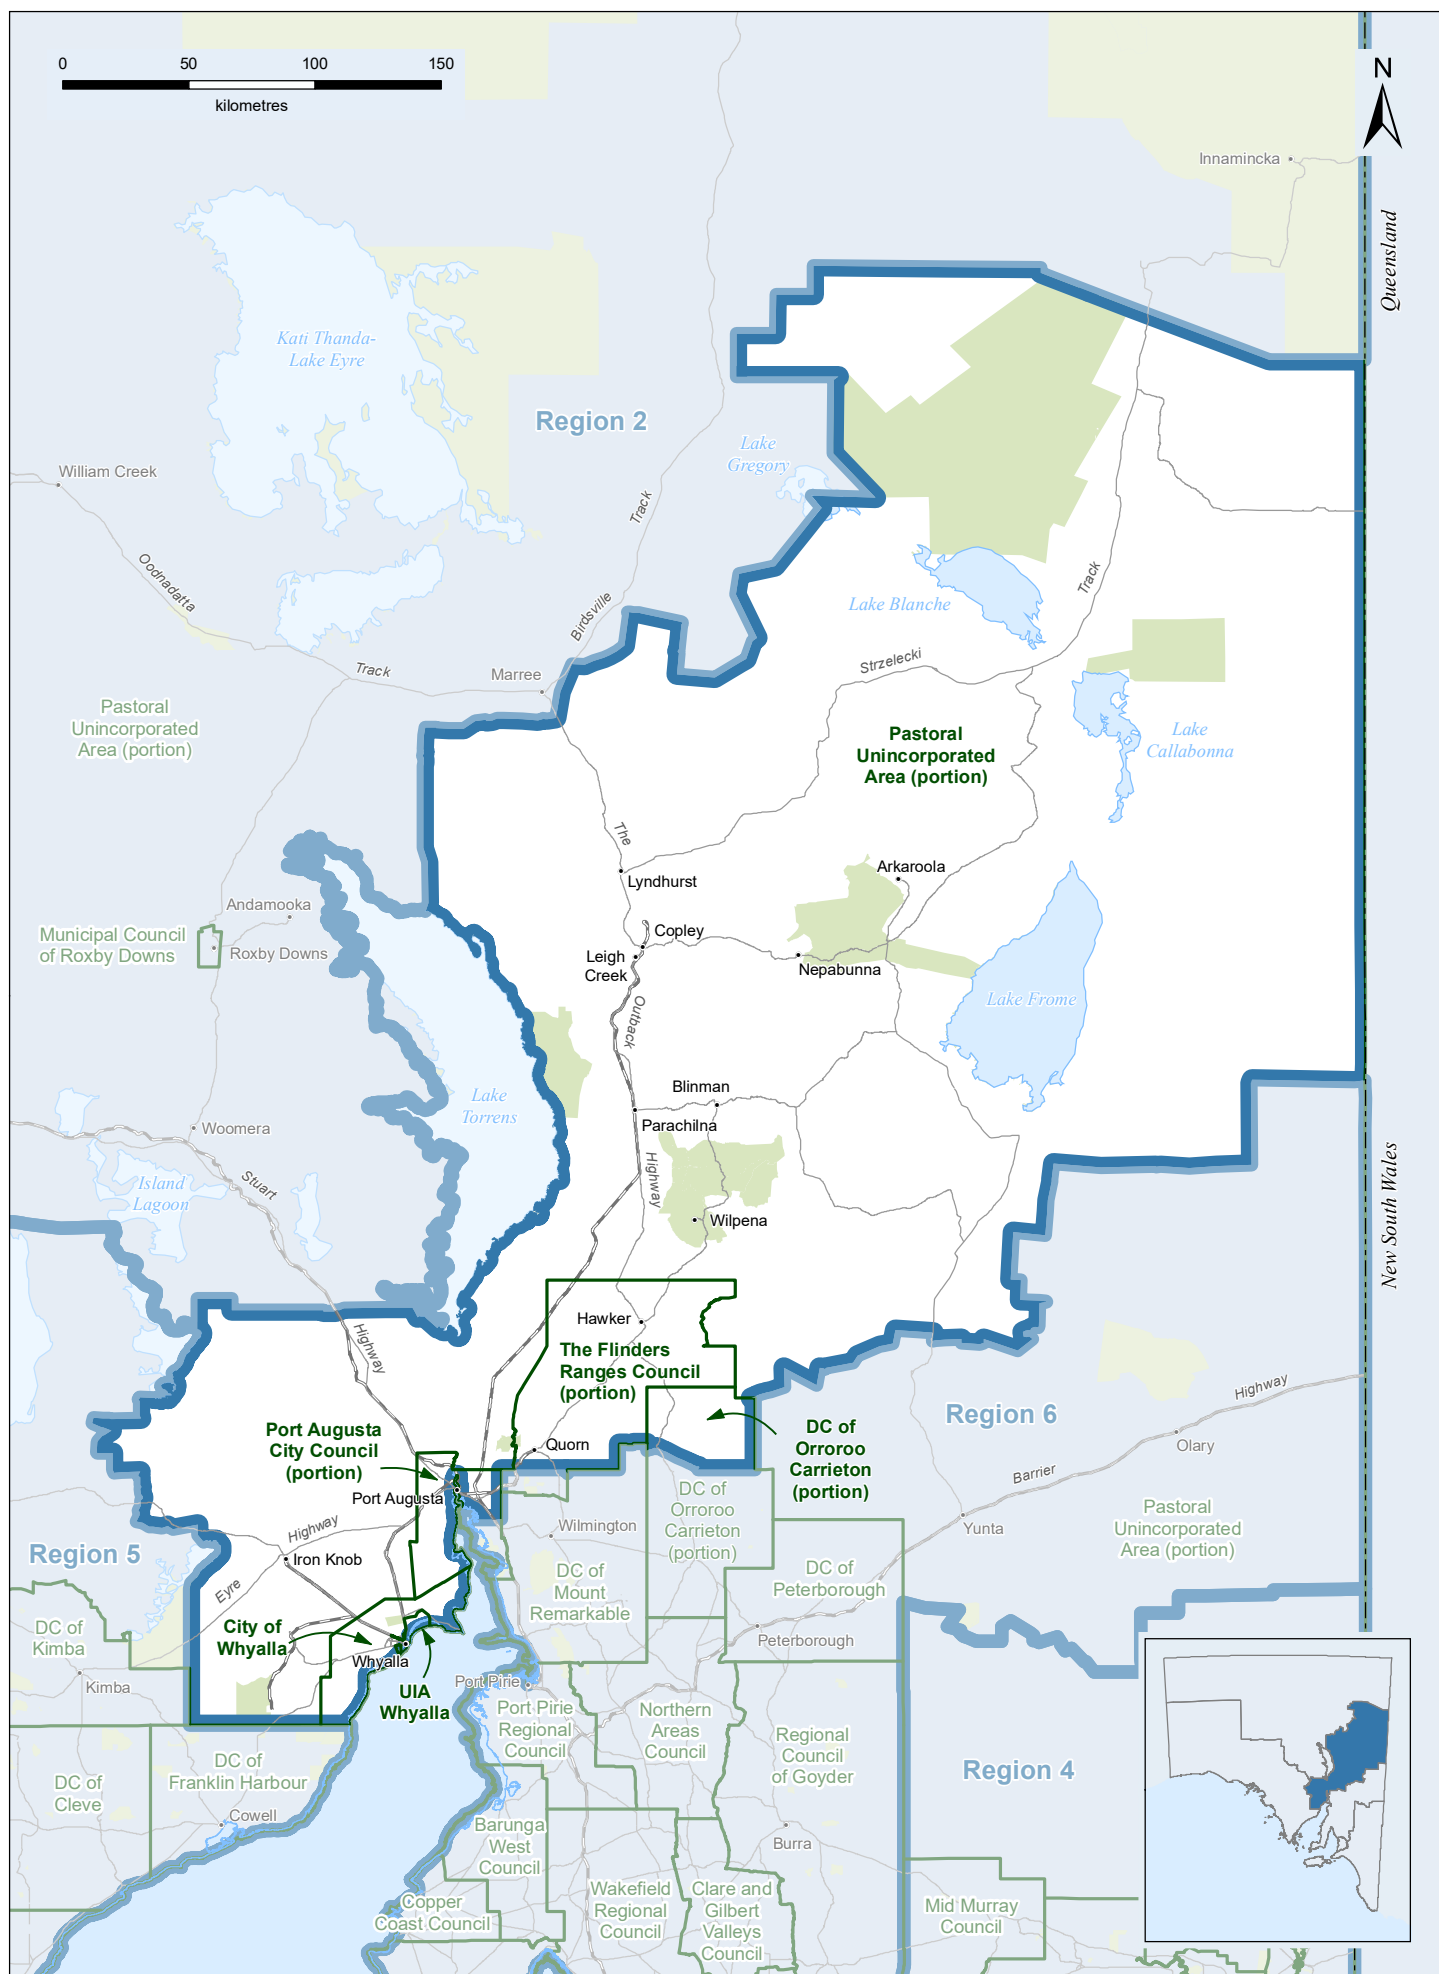 0 50 100 150
kilometres
N
Innamincka
Queensland
Kati Thanda-
Lake Eyre
Region 2
Lake
Gregory
William Creek
Track
Oodnadatta
Track
Birdsville
Lake Blanche
Track
Strzelecki
Marree
Pastoral
Unincorporated
Area (portion)
Pastoral
Unincorporated
Area (portion)
Lake
Callabonna
The
Lyndhurst
Arkaroola
Andamooka
Municipal Council
of Roxby Downs
Roxby Downs
Copley
Leigh
Creek
Nepabunna
Lake Frome
Outback
Blinman
Lake
Torrens
Parachilna
Woomera
Highway
Island
Lagoon
Stuart
Wilpena
New South Wales
Hawker
Highway
The Flinders
Ranges Council
(portion)
Highway
Region 6
Port Augusta
City Council
(portion)
Quorn
DC of
Orroroo
Carrieton
(portion)
Olary
Barrier
Port Augusta
DC of
Orroroo
Carrieton
(portion)
Pastoral
Unincorporated
Area (portion)
Highway
Wilmington
Yunta
Region 5
Iron Knob
Eyre
DC of
Mount
Remarkable
DC of
Peterborough
DC of
Kimba
City of
Whyalla
Peterborough
Whyalla
Kimba
UIA
Whyalla
Port Pirie
Port Pirie
Regional
Council
Northern
Areas
Council
Regional
Council
of Goyder
DC of
Franklin Harbour
Region 4
DC of
Cleve
Cowell
Barunga
West
Council
Burra
Copper
Coast Council
Wakefield
Regional
Council
Clare and
Gilbert
Valleys
Council
Mid Murray
Council